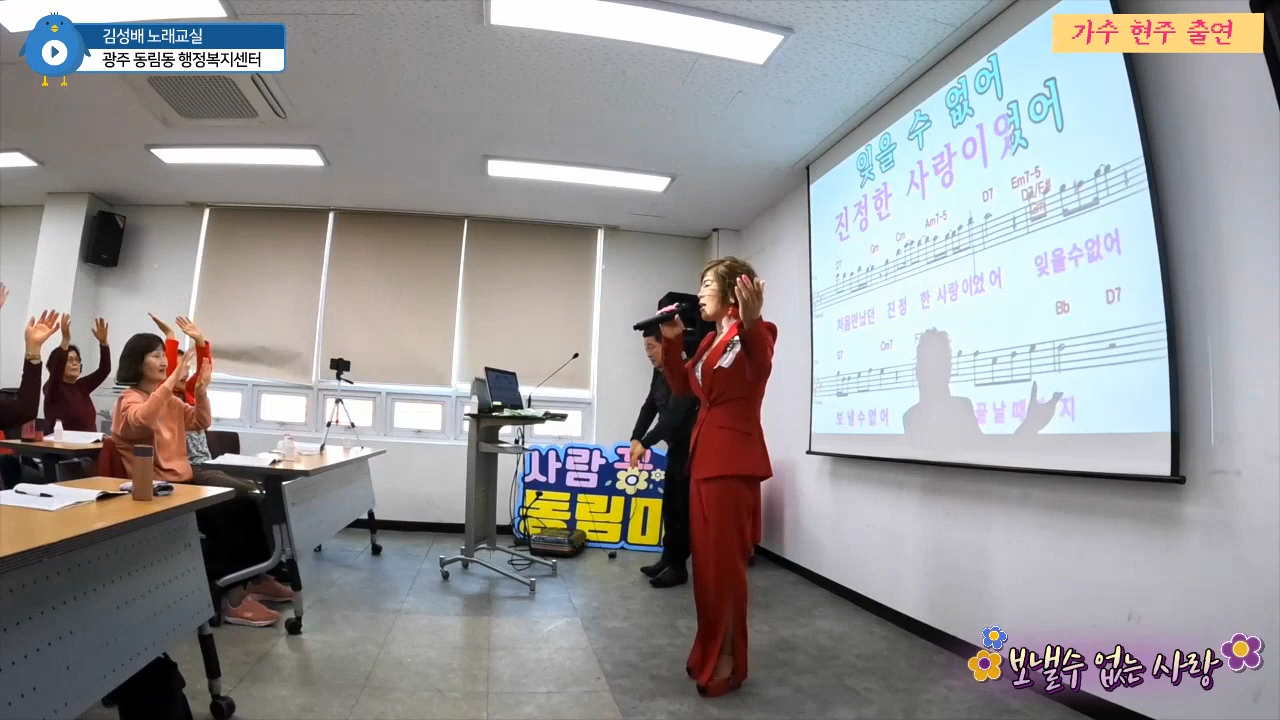 김성배 노래교실
광주 동림동 행정복지센터
가수 현주 출연
잊을 수 없어
진정한 사랑이었어
D7 Gm Cm Am7-5 D7 Em7-5
처음만났던 진정 한 사랑이었어 잊을수없어
G7 Cm7 Bb D7
보낼수없어 끝날때 지
사람
동림
보낼수 없는 사랑